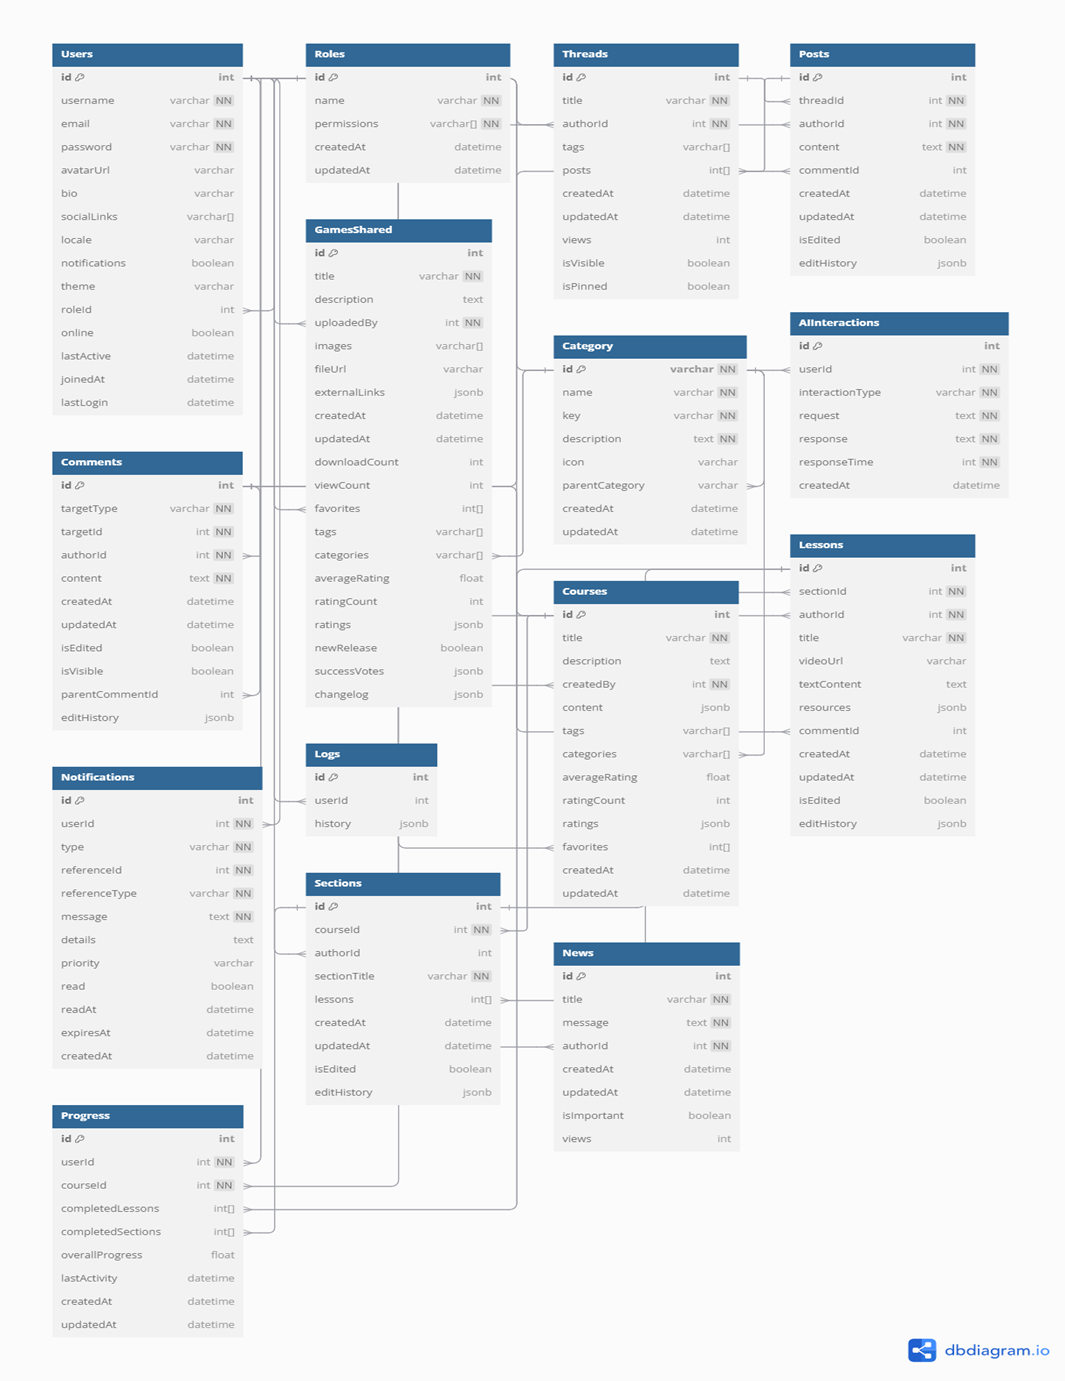 Users
id int
username varchar NN
email varchar NN
password varchar NN
avatarUrl varchar
bio varchar
socialLinks varchar[]
locale varchar
notifications boolean
theme varchar
roleId int
online boolean
lastActive datetime
joinedAt datetime
lastLogin datetime
Comments
id int
targetType varchar NN
targetId int NN
authorId int NN
content text NN
createdAt datetime
updatedAt datetime
isEdited boolean
isVisible boolean
parentCommentId int
editHistory jsonb
Notifications
id int
userId int NN
type varchar NN
referenceId int NN
referenceType varchar NN
message text NN
details text
priority varchar
read boolean
readAt datetime
expiresAt datetime
createdAt datetime
Progress
id int
userId int NN
courseId int NN
completedLessons int[]
completedSections int[]
overallProgress float
lastActivity datetime
createdAt datetime
updatedAt datetime
Roles
id int
name varchar NN
permissions varchar[] NN
createdAt datetime
updatedAt datetime
GamesShared
id int
title varchar NN
description text
uploadedBy int NN
images varchar[]
fileUrl varchar
externalLinks jsonb
createdAt datetime
updatedAt datetime
downloadCount int
viewCount int
favorites int[]
tags varchar[]
categories varchar[]
averageRating float
ratingCount int
ratings jsonb
newRelease boolean
successVotes jsonb
changelog jsonb
Logs
id int
userId int
history jsonb
Sections
id int
courseId int NN
authorId int
sectionTitle varchar NN
lessons int[]
createdAt datetime
updatedAt datetime
isEdited boolean
editHistory jsonb
Threads
id int
title varchar NN
authorId int NN
tags varchar[]
posts int[]
createdAt datetime
updatedAt datetime
views int
isVisible boolean
isPinned boolean
Category
id varchar NN
name varchar NN
key varchar NN
description text NN
icon varchar
parentCategory varchar
createdAt datetime
updatedAt datetime
Courses
id int
title varchar NN
description text
createdBy int NN
content jsonb
tags varchar[]
categories varchar[]
averageRating float
ratingCount int
ratings jsonb
favorites int[]
createdAt datetime
updatedAt datetime
News
id int
title varchar NN
message text NN
authorId int NN
createdAt datetime
updatedAt datetime
isImportant boolean
views int
Posts
id int
threadId int NN
authorId int NN
content text NN
commentId int
createdAt datetime
updatedAt datetime
isEdited boolean
editHistory jsonb
AIInteractions
id int
userId int NN
interactionType varchar NN
request text NN
response text NN
responseTime int NN
createdAt datetime
Lessons
id int
sectionId int NN
authorId int NN
title varchar NN
videoUrl varchar
textContent text
resources jsonb
commentId int
createdAt datetime
updatedAt datetime
isEdited boolean
editHistory jsonb
dbdiagram.io